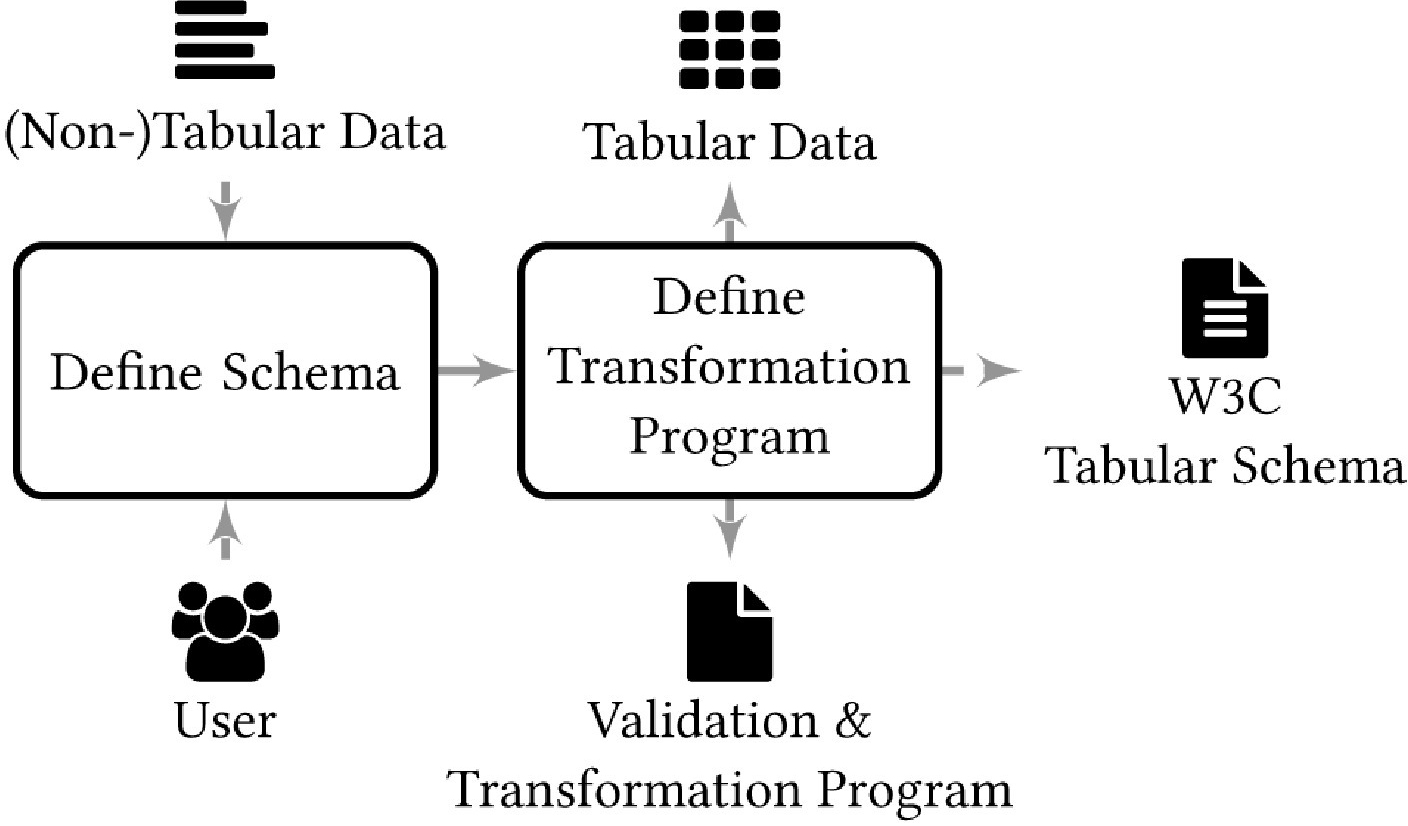 (Non-)Tabular Data
Tabular Data
Define Schema
Define
Transformation
Program
W3C
Tabular Schema
User
Validation &
Transformation Program